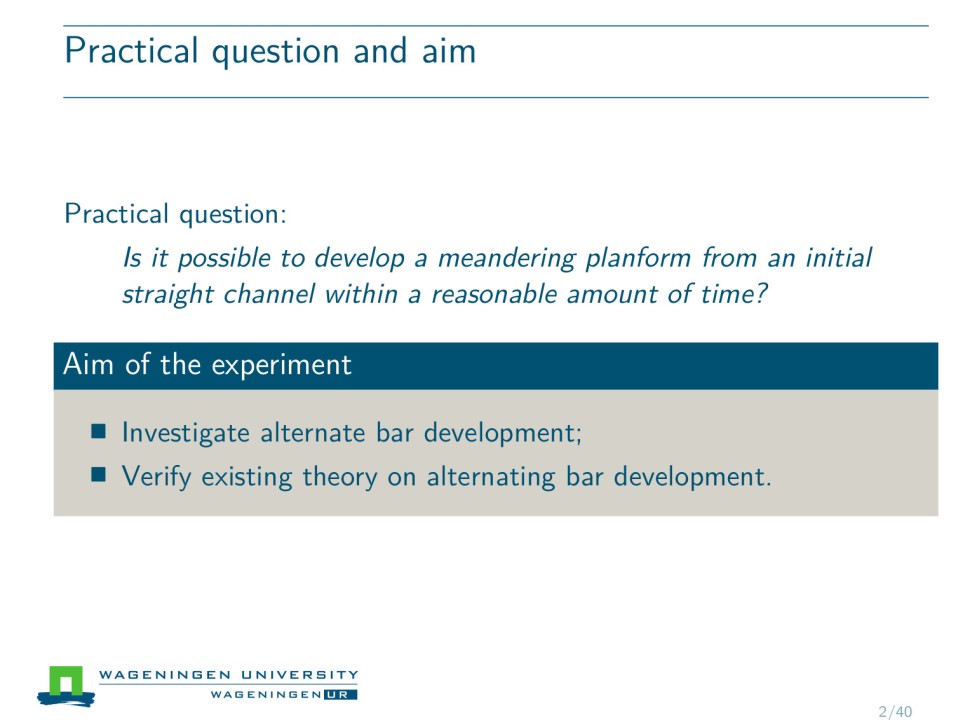 Practical question and aim
Practical question:
Is it possible to develop a meandering planform from an initial
straight channel within a reasonable amount of time?
Aim of the experiment
Investigate alternate bar development;
Verify existing theory on alternating bar development.
WAGENINGEN UNIVERSITY
WAGENINGEN UR
2/40